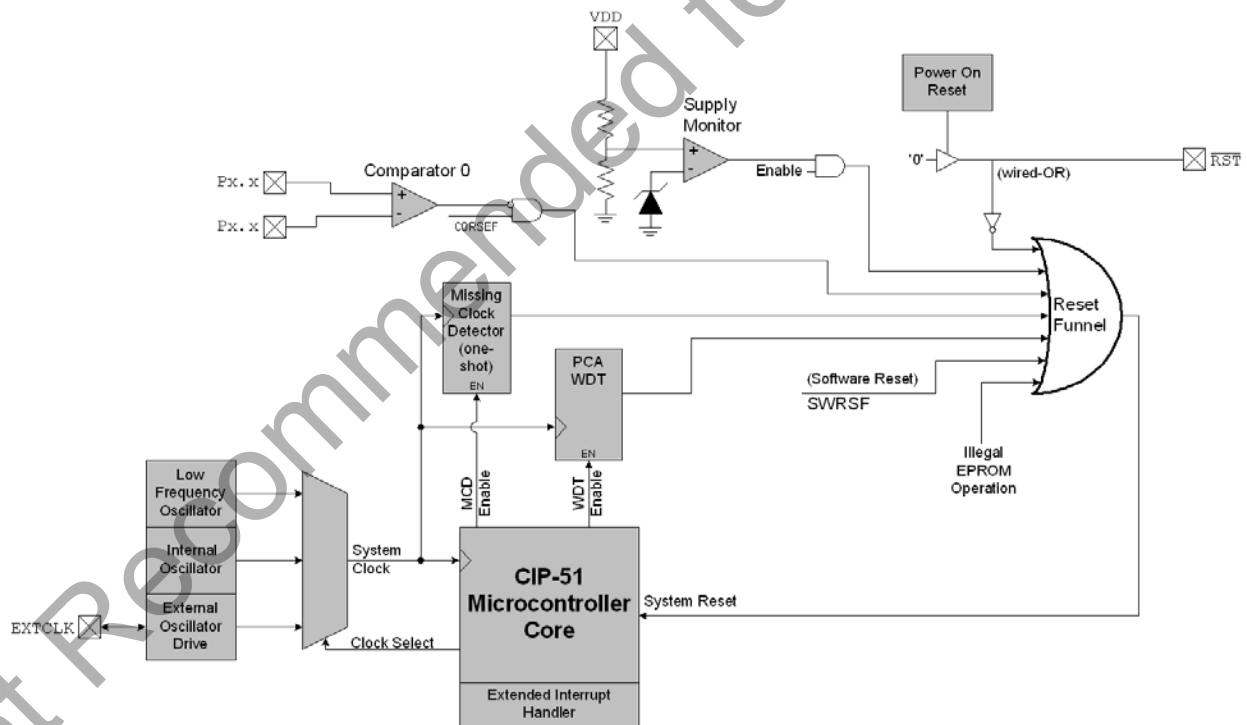 VDD
Power On
Reset
Supply
Monitor
+
-
'0'
RST
(wired-OR)
Enable
Comparator 0
Px.x
+
-
Px.x
C0RSEF
Missing
Clock
Detector
(one-
shot)
EN
Reset
Funnel
PCA
WDT
EN
(Software Reset)
SWRSF
Illegal
EPROM
Operation
Low
Frequency
Oscillator
MCD
Enable
WDT
Enable
Internal
Oscillator
System
Clock
CIP-51
Microcontroller
Core
System Reset
EXTCLK
External
Oscillator
Drive
Clock Select
Extended Interrupt
Handler
Recommended